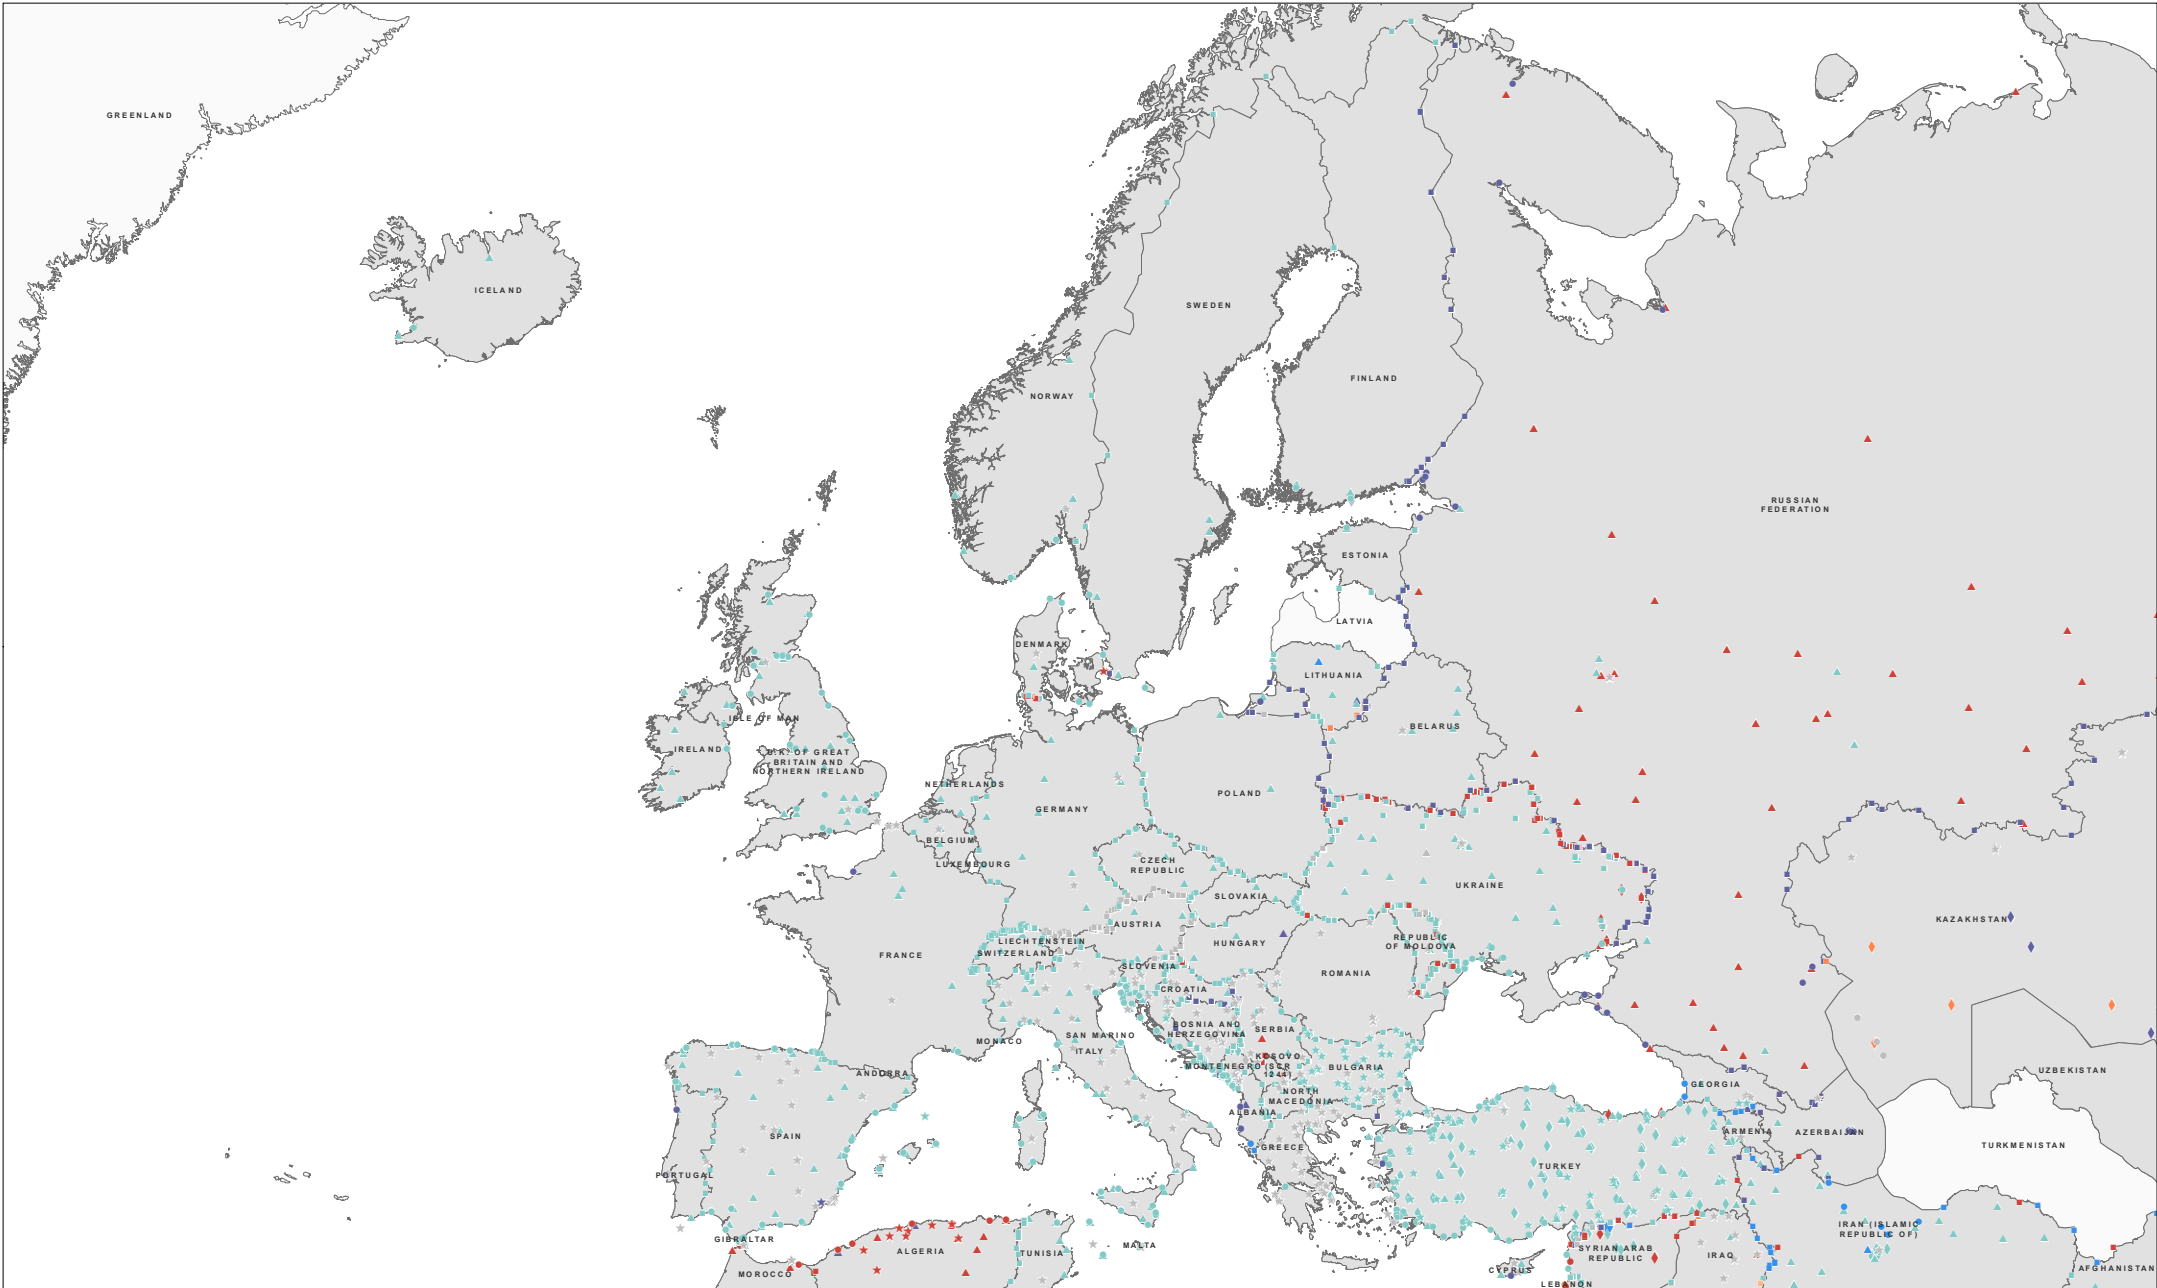 GREENLAND
ICELAND
SWEDEN
FINLAND
NORWAY
RUSSIAN
FEDERATION
ESTONIA
LATVIA
DENMARK
LITHUANIA
ISLE OF MAN
BELARUS
IRELAND
U.K. OF GREAT
BRITAIN AND
NORTHERN IRELAND
NETHERLANDS
POLAND
GERMANY
BELGIUM
LUXEMBOURG
CZECH
REPUBLIC
UKRAINE
SLOVAKIA
KAZAKHSTAN
AUSTRIA
LIECHTENSTEIN
HUNGARY
REPUBLIC
OF MOLDOVA
FRANCE
SWITZERLAND
SLOVENIA
ROMANIA
CROATIA
BOSNIA AND
HERZEGOVINA
SERBIA
SAN MARINO
MONACO
ITALY
KOSOVO
(SCR
1244)
MONTENEGRO
BULGARIA
UZBEKISTAN
ANDORRA
GEORGIA
NORTH
MACEDONIA
ALBANIA
SPAIN
ARMENIA
AZERBAIJAN
GREECE
TURKMENISTAN
TURKEY
PORTUGAL
IRAN (ISLAMIC
REPUBLIC OF)
GIBRALTAR
MALTA
ALGERIA
TUNISIA
SYRIAN ARAB
REPUBLIC
IRAQ
MOROCCO
CYPRUS
AFGHANISTAN
LEBANON